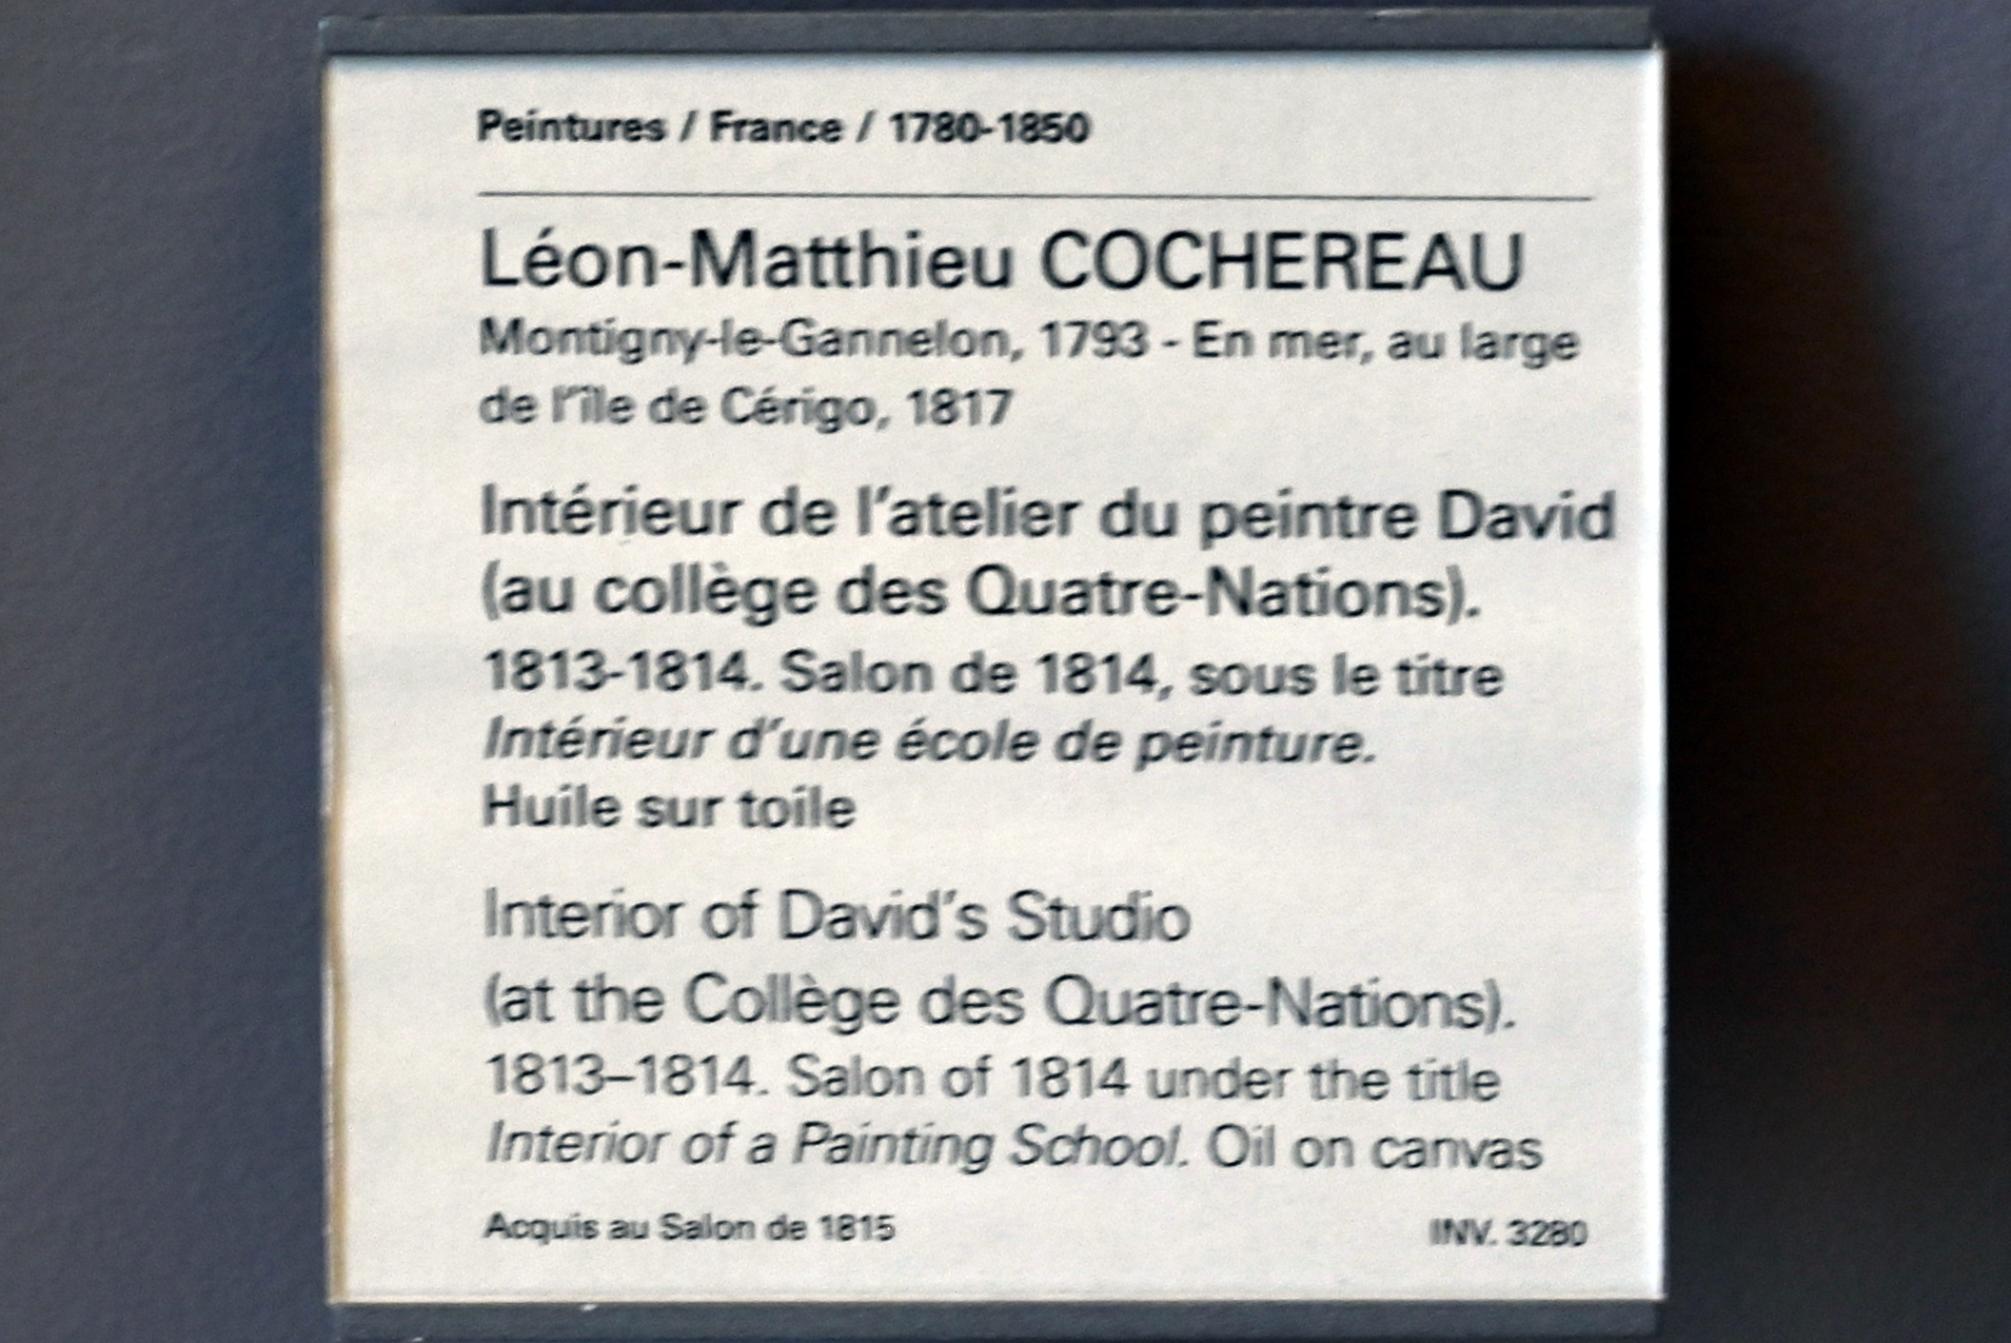 Peintures / France / 1780-1850
Léon-Matthieu COCHEREAU
Montigny-le-Gannelon, 1793 - En mer, au large
de l'île de Cérigo, 1817
Intérieur de l'atelier du peintre David
(au collège des Quatre-Nations).
1813-1814. Salon de 1814, sous le titre
Intérieur d'une école de peinture.
Huile sur toile
Interior of David's Studio
(at the Collège des Quatre-Nations).
1813–1814. Salon of 1814 under the title
Interior of a Painting School. Oil on canvas
Acquis au Salon de 1815
INV. 3280